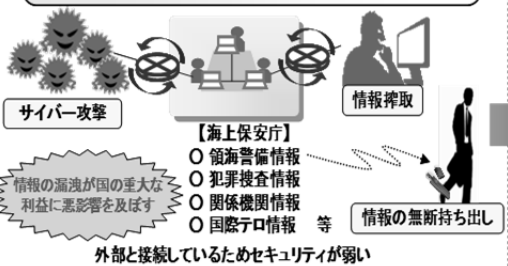 サイバー攻撃
情報搾取
【海上保安庁】
〇 領海警備情報
〇 犯罪捜査情報
〇 関係機関情報
〇 国際テロ情報 等
情報の漏洩が国の重大な
利益に悪影響を及ぼす
情報の無断持ち出し
外部と接続しているためセキュリティが弱い